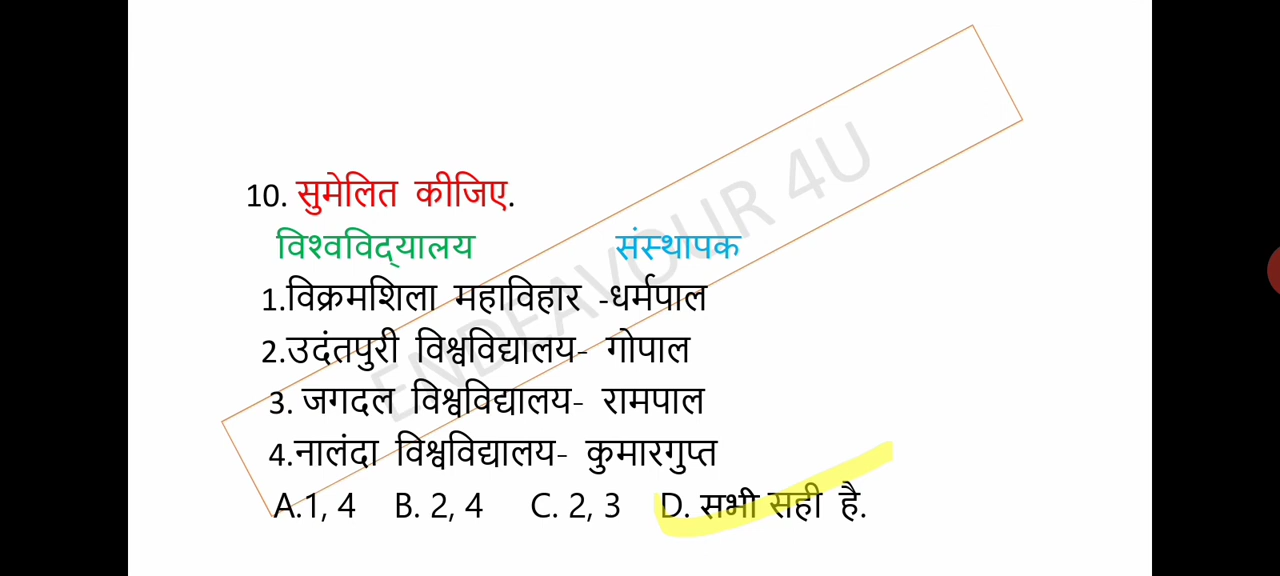 ENDEAVOUR 4U
10. सुमेलित कीजिए.
विश्वविद्यालय संस्थापक
1.विक्रमशिला महाविहार -धर्मपाल
2.उदंतपुरी विश्वविद्यालय- गोपाल
3. जगदल विश्वविद्यालय- रामपाल
4.नालंदा विश्वविद्यालय- कुमारगुप्त
A.1, 4 B. 2, 4 C. 2, 3 D. सभी सही है.